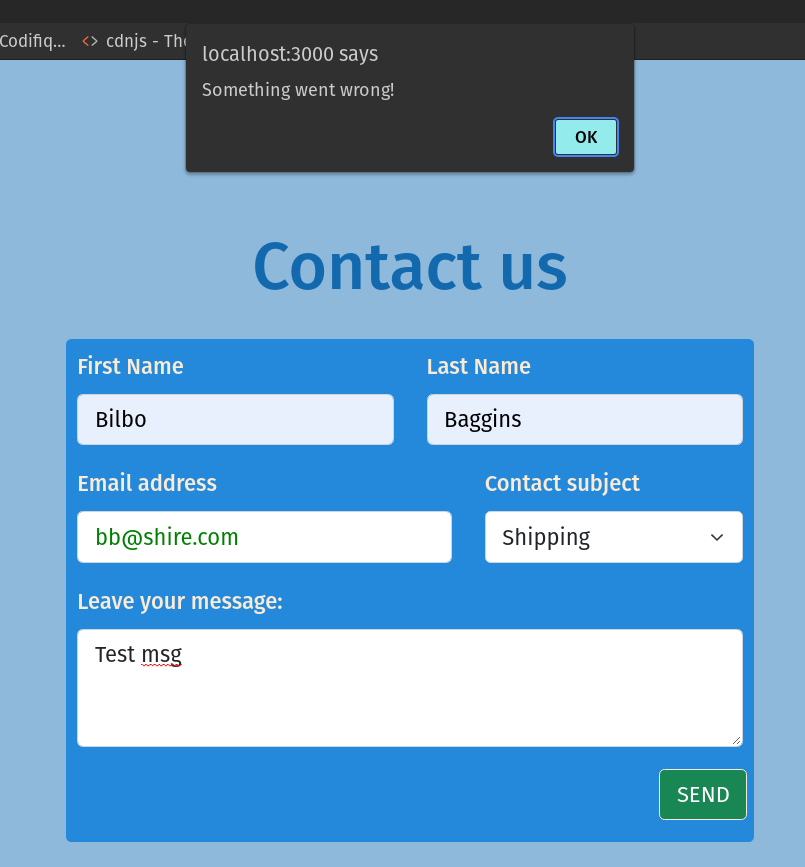 Codifiq... <> cdnjs - The
localhost:3000 says
Something went wrong!
OK
Contact us
First Name Last Name
Bilbo Baggins
Email address Contact subject
bb@shire.com Shipping
Leave your message:
Test msg
SEND